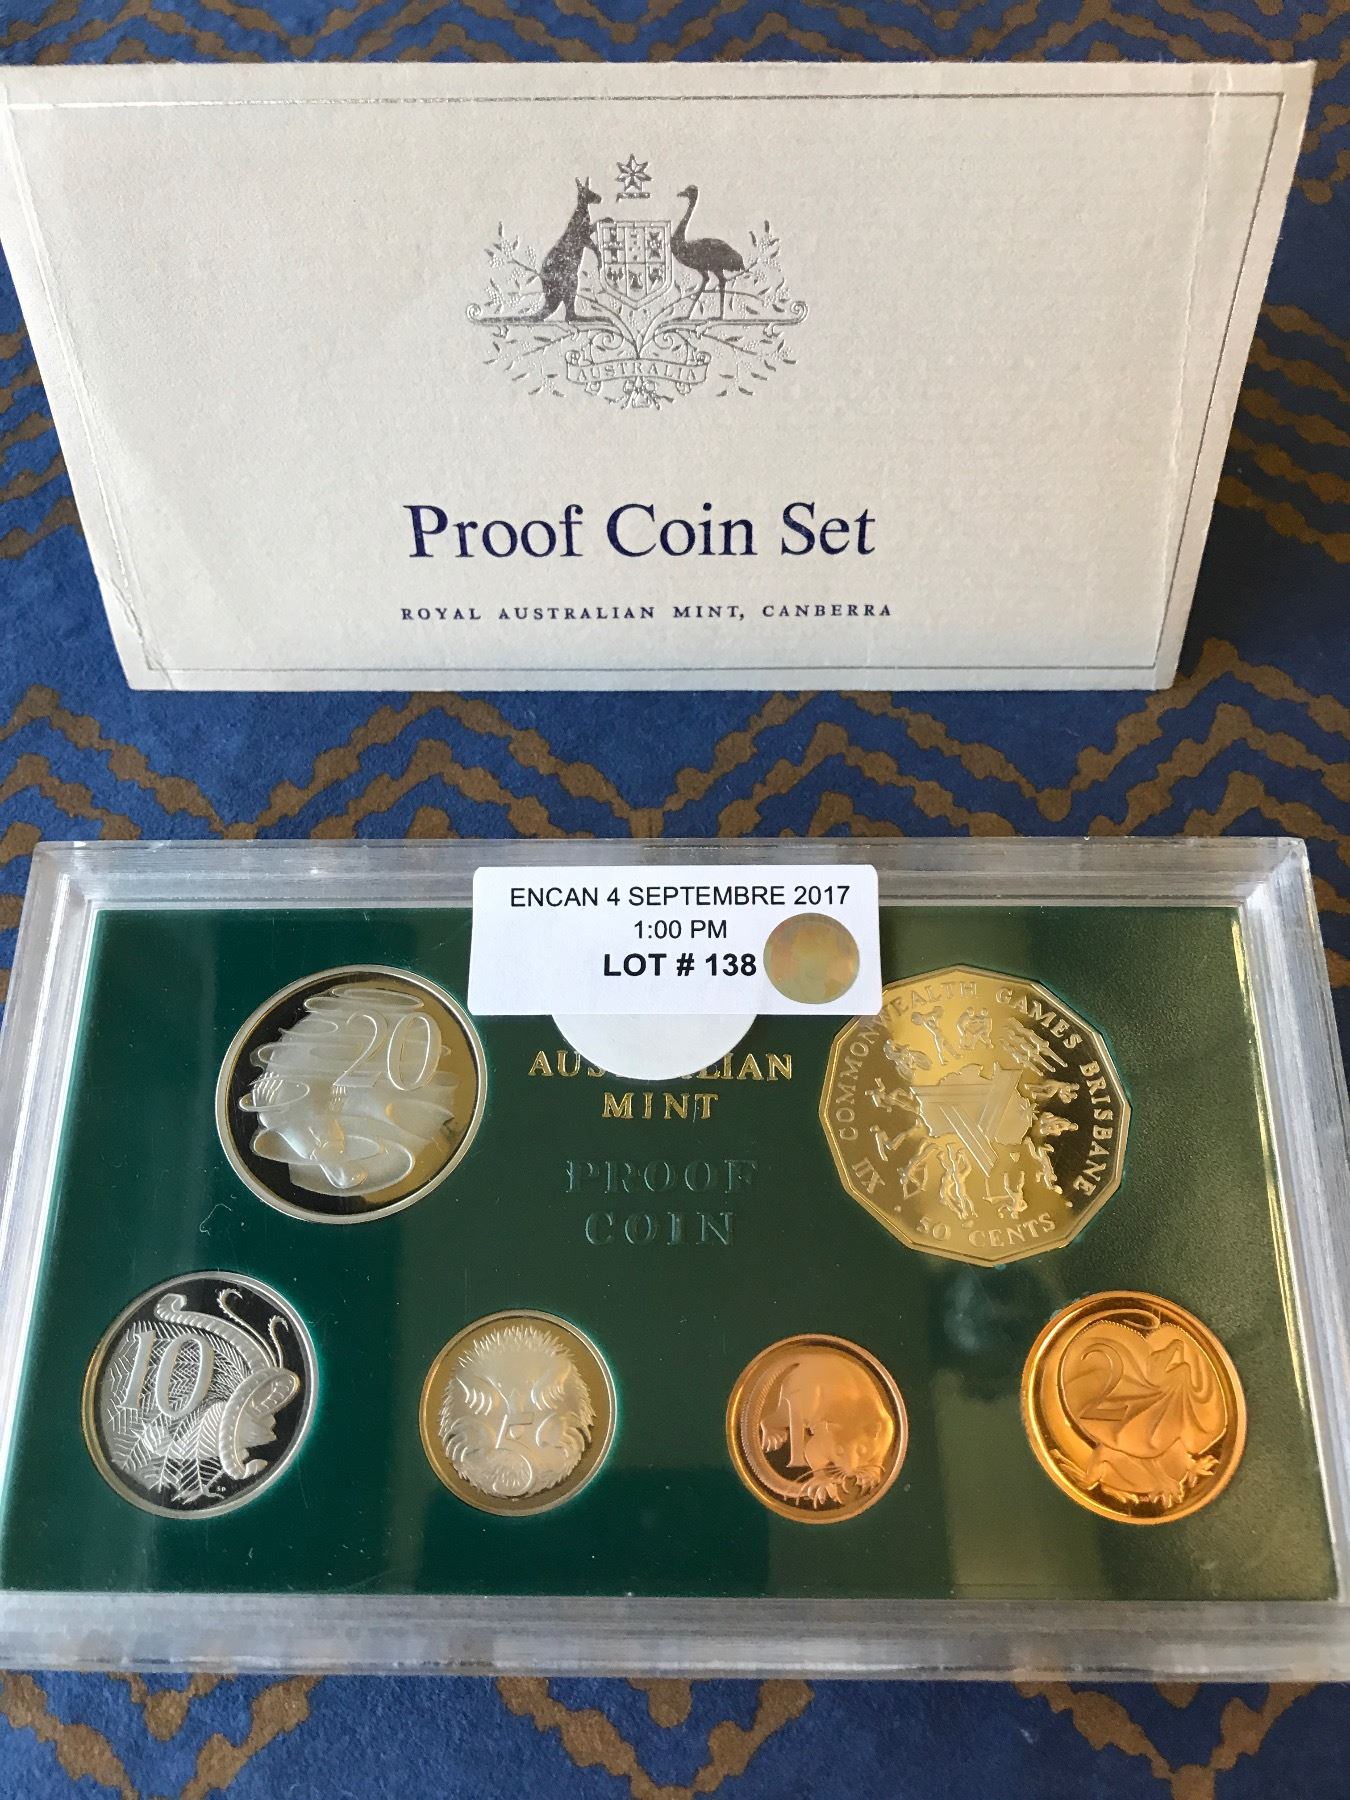 AUSTRALIA
Proof Coin Set
ROYAL AUSTRALIAN MINT, CANBERRA
ENCAN 4 SEPTEMBRE 2017
1:00 PM
LOT # 138
MINT
PROOF
COIN
20
XII COMMONWEALTH GAMES BRISBANE
50 CENTS
10
5
1
2